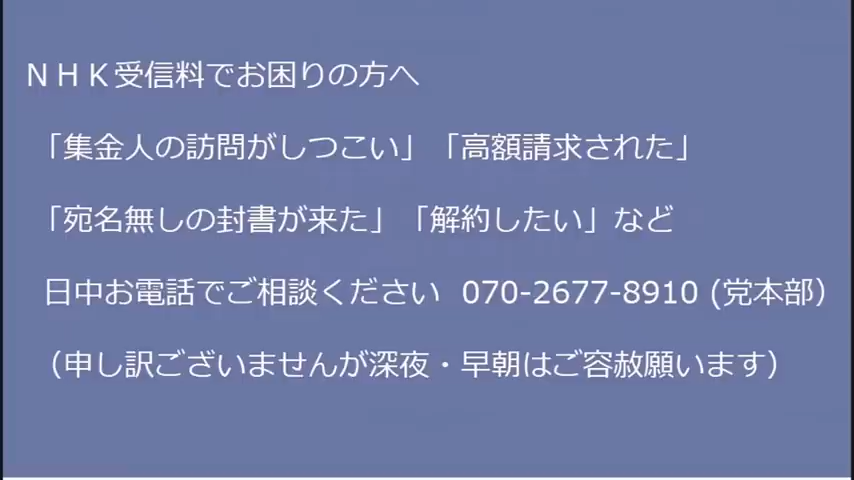 ＮＨＫ受信料でお困りの方へ
「集金人の訪問がしつこい」「高額請求された」
「宛名無しの封書が来た」「解約したい」など
日中お電話でご相談ください 070-2677-8910 (党本部）
（申し訳ございませんが深夜・早朝はご容赦願います）